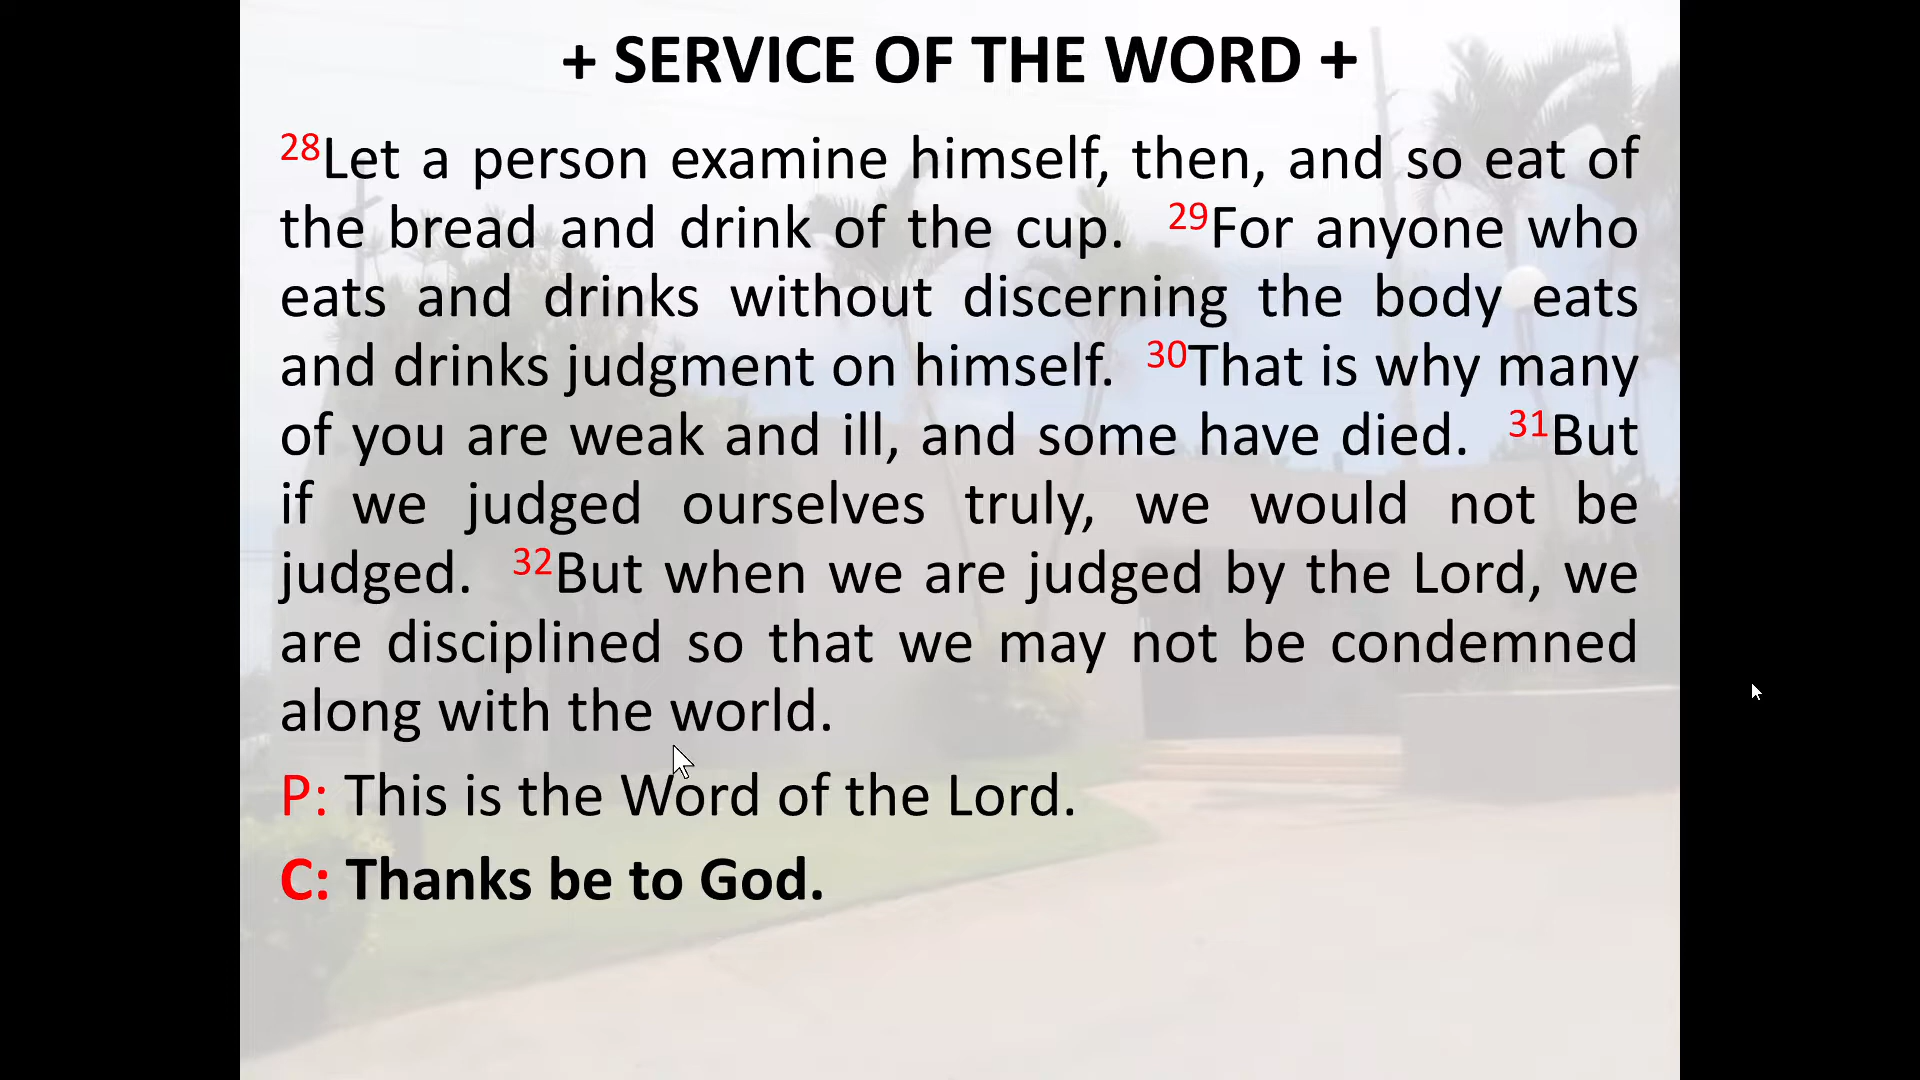 + SERVICE OF THE WORD +
28Let a person examine himself, then, and so eat of
the bread and drink of the cup. 29For anyone who
eats and drinks without discerning the body eats
and drinks judgment on himself. 30That is why many
of you are weak and ill, and some have died. 31But
if we judged ourselves truly, we would not be
judged. 32But when we are judged by the Lord, we
are disciplined so that we may not be condemned
along with the world.
P: This is the Word of the Lord.
C: Thanks be to God.